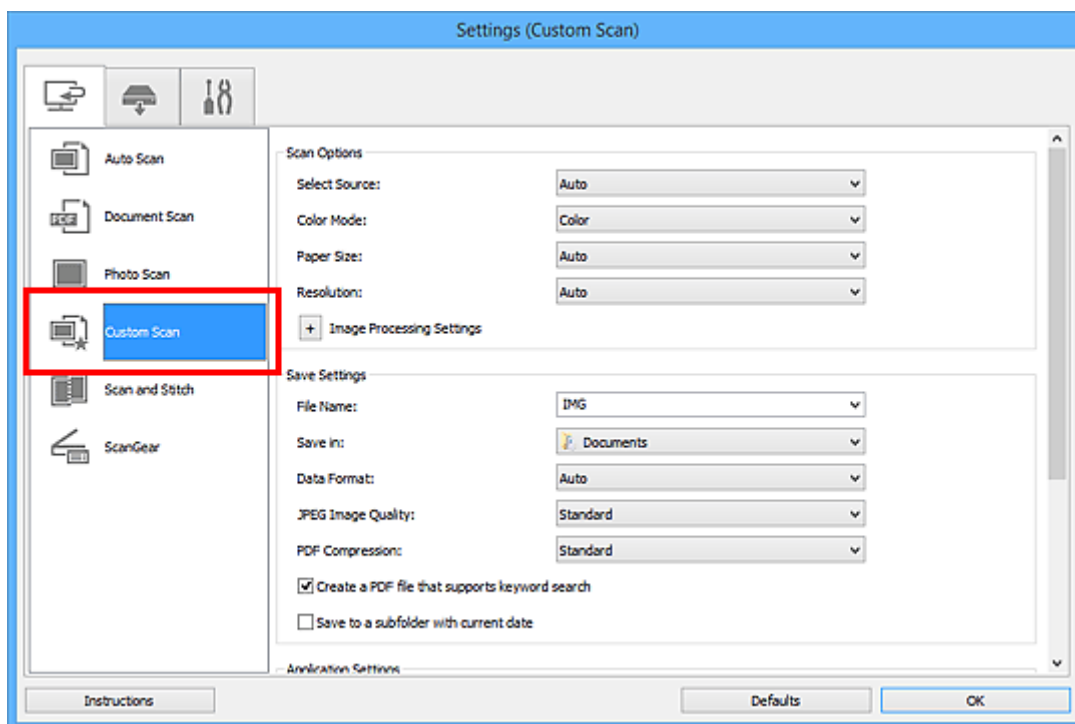 Settings (Custom Scan)
Auto Scan
PDF
Document Scan
Photo Scan
Custom Scan
Scan and Stitch
ScanGear
Scan Options
Select Source: Auto
Color Mode: Color
Paper Size: Auto
Resolution: Auto
+ Image Processing Settings
Save Settings
File Name: IMG
Save in: Documents
Data Format: Auto
JPEG Image Quality: Standard
PDF Compression: Standard
Create a PDF file that supports keyword search
Save to a subfolder with current date
Application Settings
Instructions
Defaults
OK